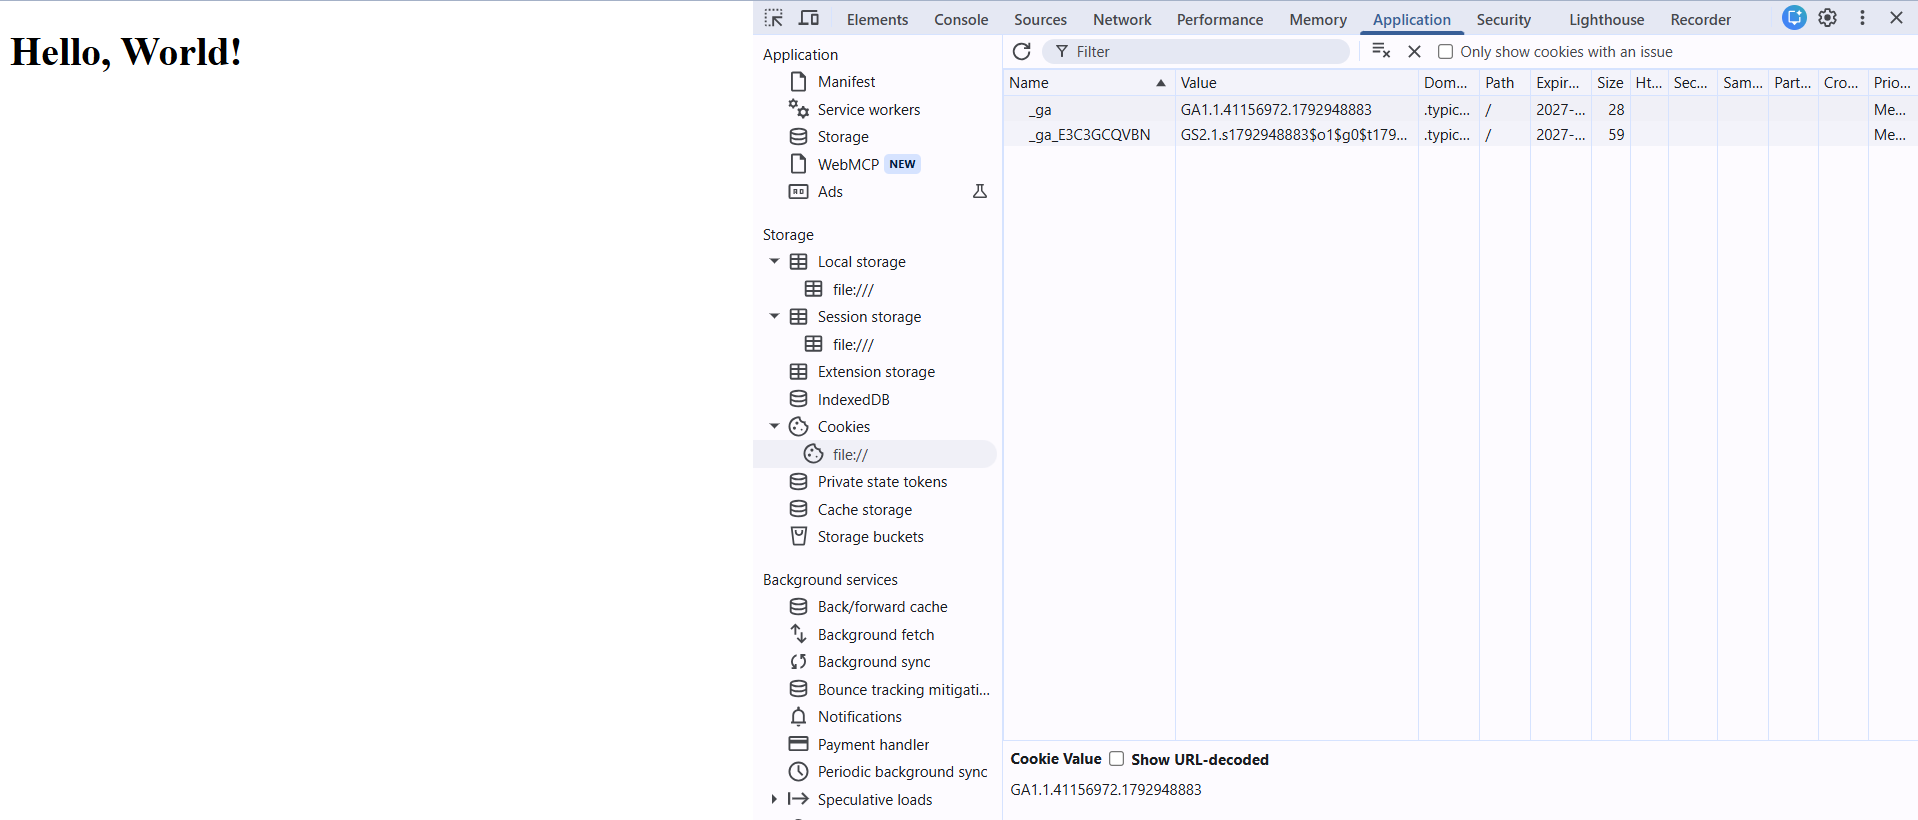 Hello, World!
Elements Console Sources Network Performance Memory Application Security Lighthouse Recorder
Application
Manifest
Service workers
Storage
WebMCP NEW
Ads
Storage
Local storage
file:///
Session storage
file:///
Extension storage
IndexedDB
Cookies
file://
Private state tokens
Cache storage
Storage buckets
Background services
Back/forward cache
Background fetch
Background sync
Bounce tracking mitigati...
Notifications
Payment handler
Periodic background sync
Speculative loads
Filter Only show cookies with an issue
Name Value Dom... Path Expir... Size Ht... Sec... Sam... Part... Cro... Prio...
_ga GA1.1.41156972.1792948883 .typic... / 2027-... 28 Me...
_ga_E3C3GCQVBN GS2.1.s1792948883$o1$g0$t179... .typic... / 2027-... 59 Me...
Cookie Value Show URL-decoded
GA1.1.41156972.1792948883